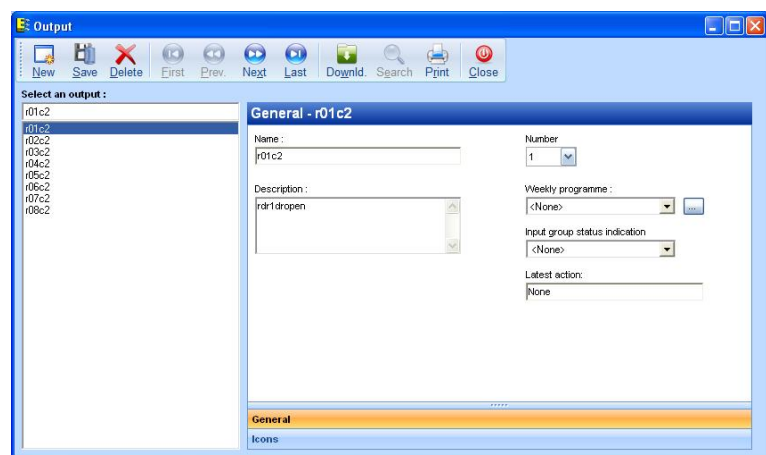 Output
New Save Delete First Prev. Next Last Downld. Search Print Close
Select an output :
r01c2
r01c2
r02c2
r03c2
r04c2
r05c2
r06c2
r07c2
r08c2
General - r01c2
Name :
r01c2
Number
1
Description :
rdr1dropen
Weekly programme :
<None>
...
Input group status indication
<None>
Latest action:
None
General
Icons